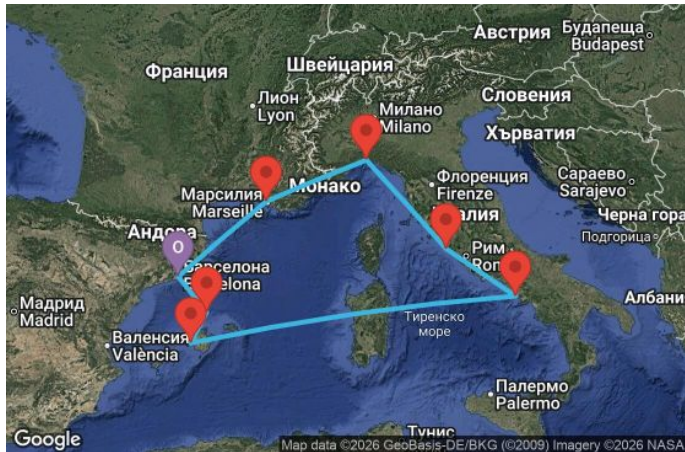 Австрия
Будапеща
Budapest
Швейцария
Франция
Лион
Lyon
Милано
Milano
Словения
Хърватия
Марсилия
Marseille
Монако
Флоренция
Firenze
Сараево
Sarajevo
Андора
Черна гора
Подгорица
Рим
Барселона
Мадрид
Madrid
Албани
Тиренско
море
Валенсия
València
Палермо
Palermo
Тунис
Google
Map data ©2026 GeoBasis-DE/BKG (©2009) Imagery ©2026 NASA